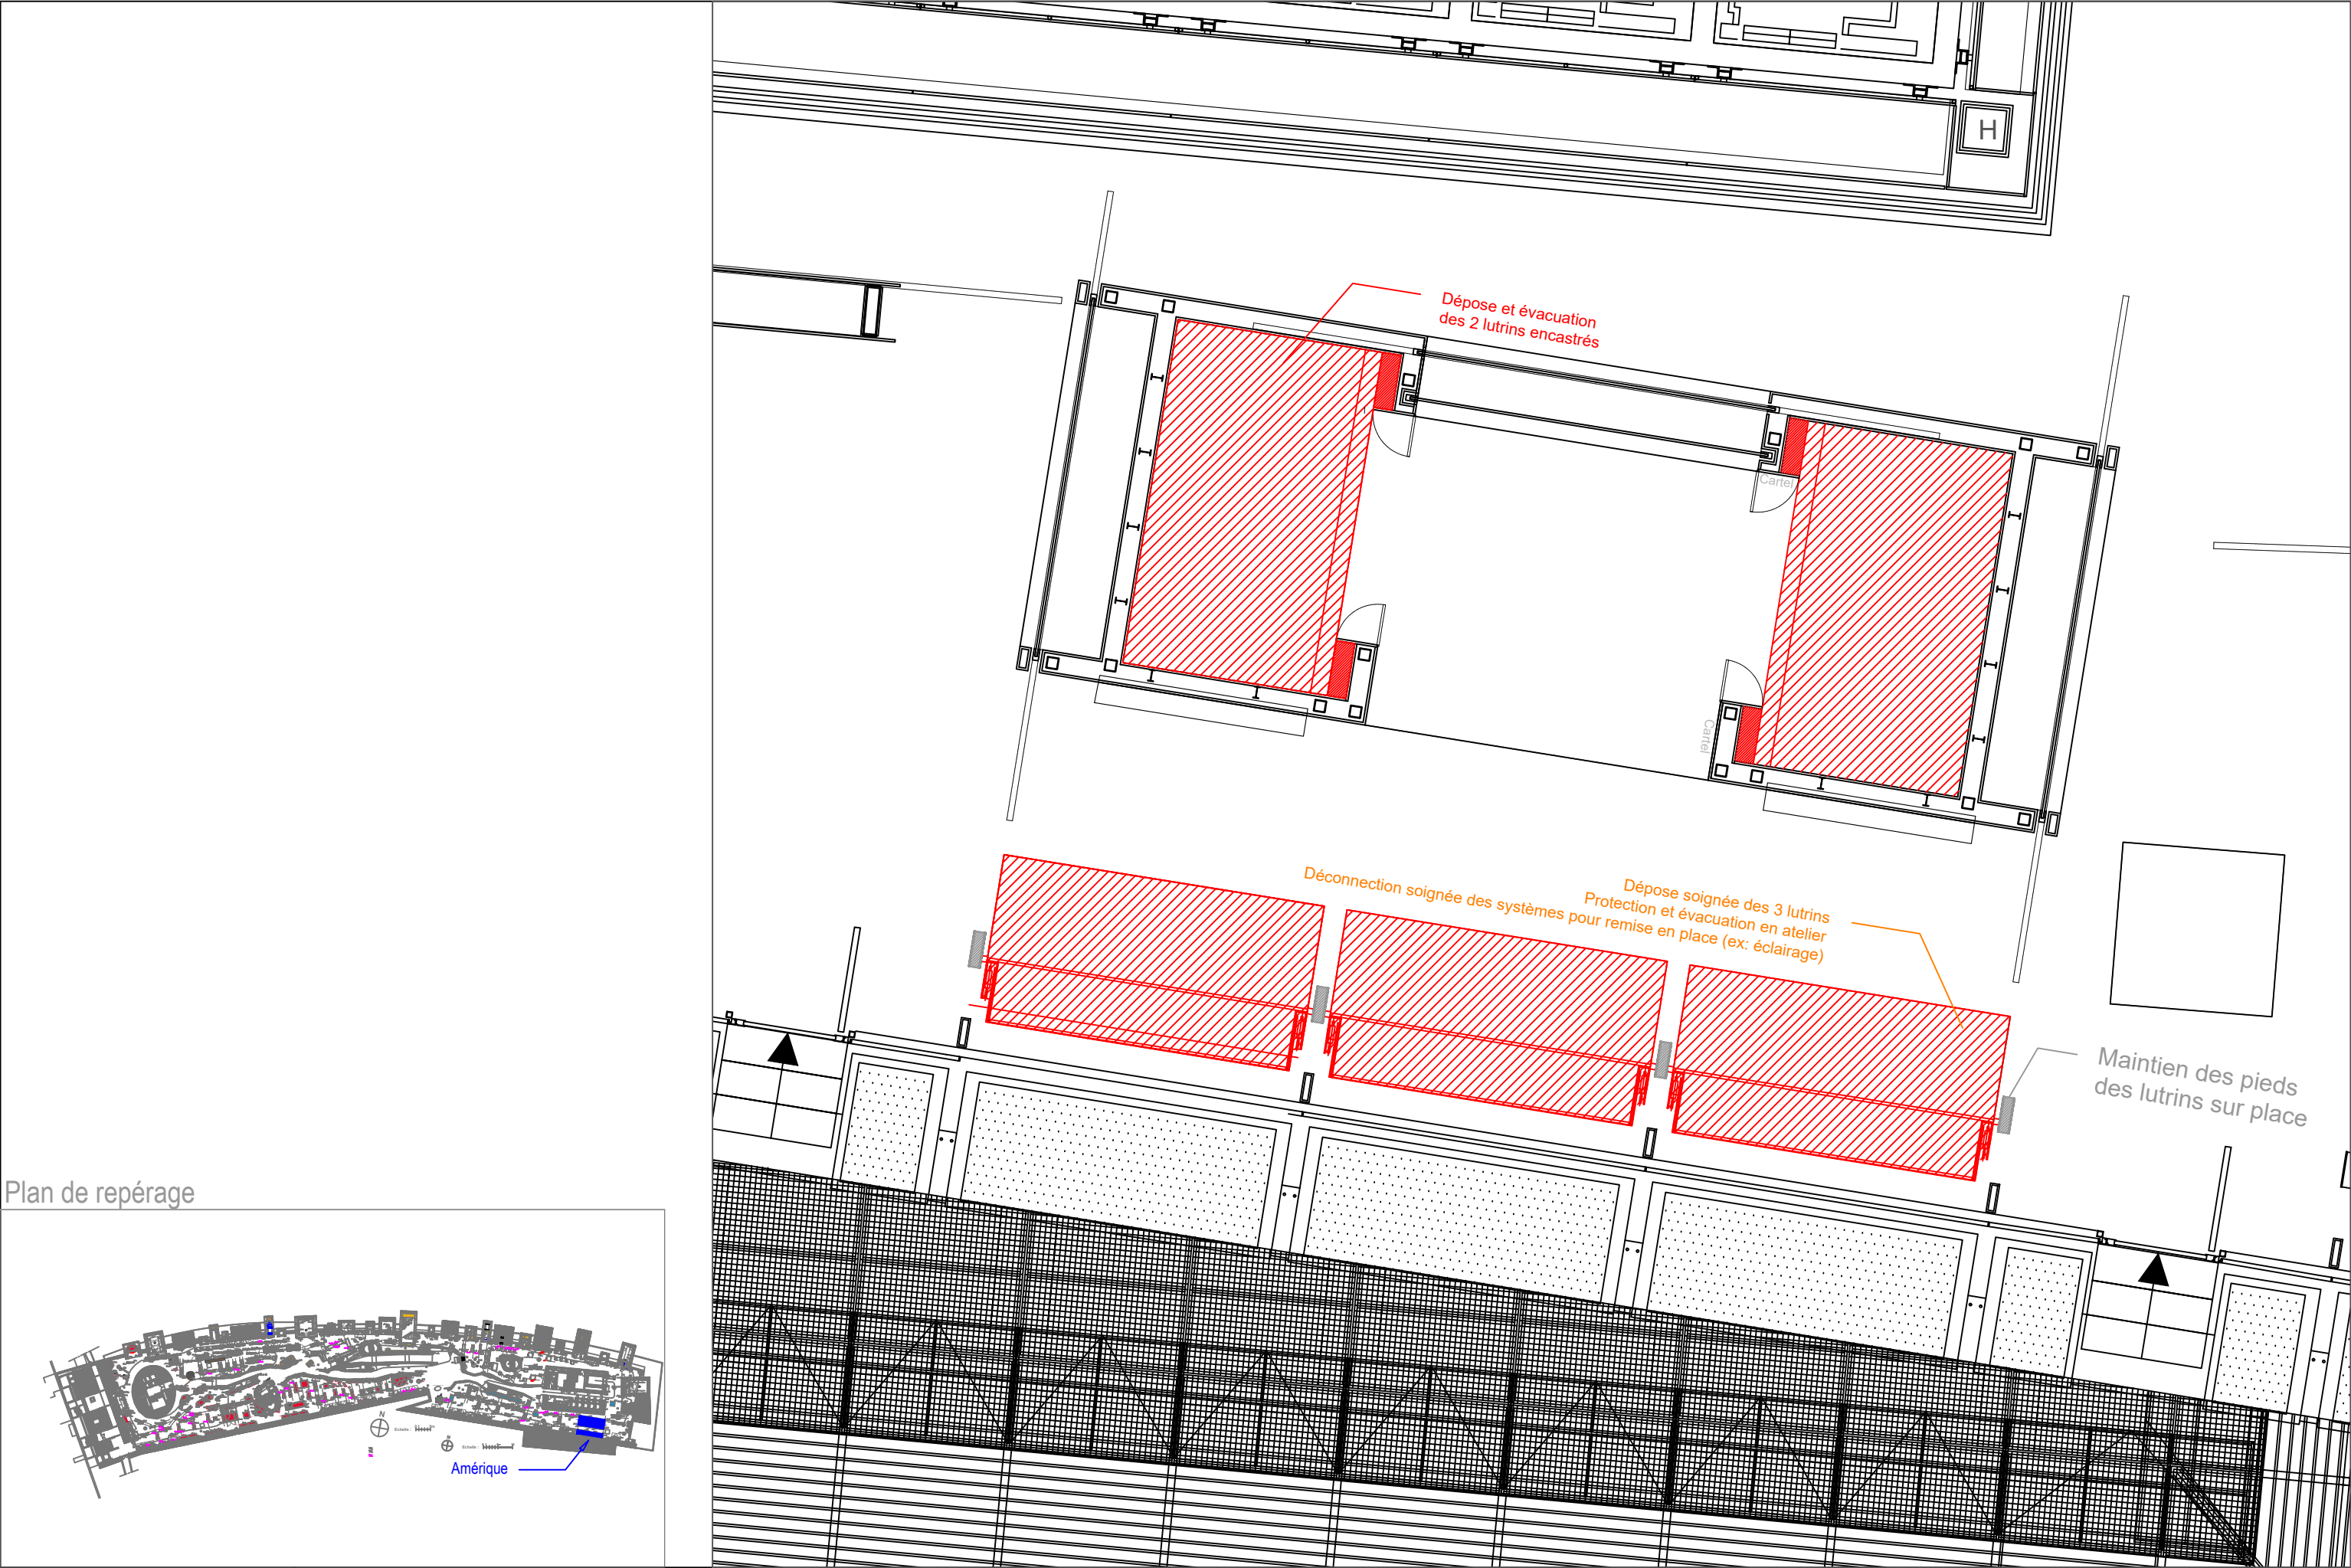 H
Dépose et évacuation
des 2 lutrins encastrés
Cartel
Cartel
Dépose soignée des 3 lutrins
Protection et évacuation en atelier
Déconnection soignée des systèmes pour remise en place (ex: éclairage)
Maintien des pieds
des lutrins sur place
Plan de repérage
N
Echelle :
Echelle :
Amérique